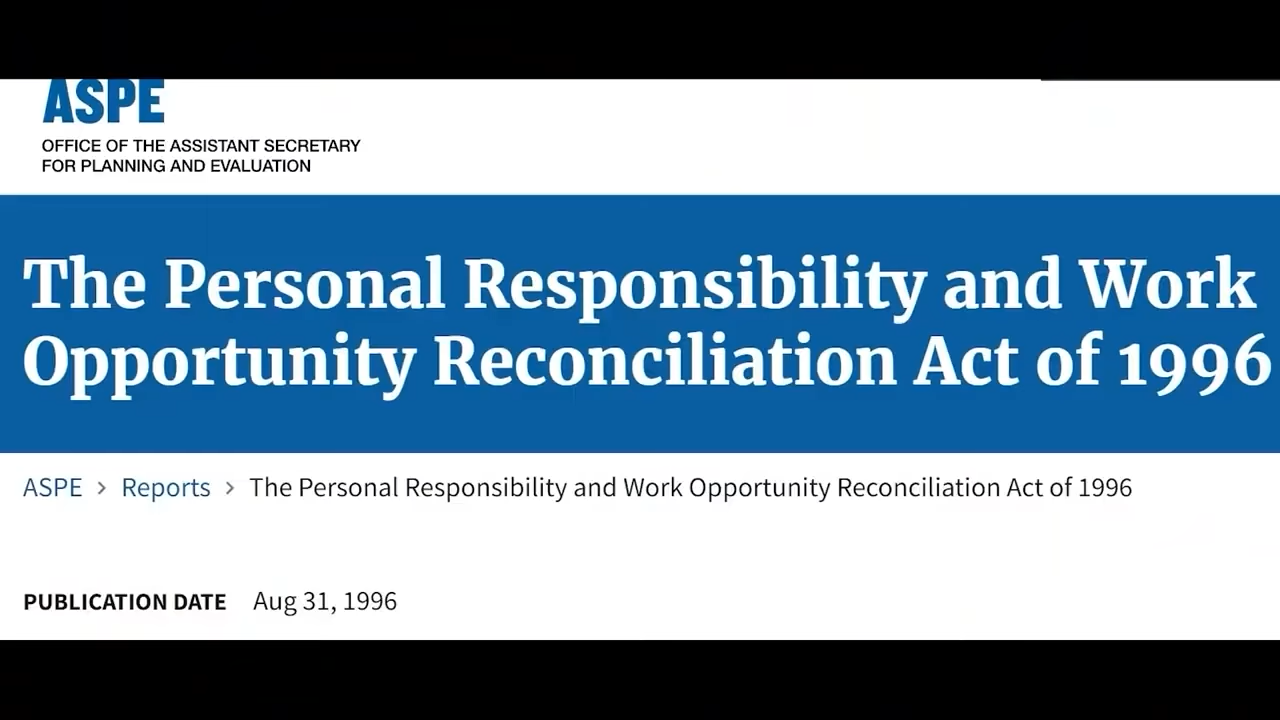 ASPE
OFFICE OF THE ASSISTANT SECRETARY
FOR PLANNING AND EVALUATION
The Personal Responsibility and Work
Opportunity Reconciliation Act of 1996
ASPE > Reports > The Personal Responsibility and Work Opportunity Reconciliation Act of 1996
PUBLICATION DATE Aug 31, 1996